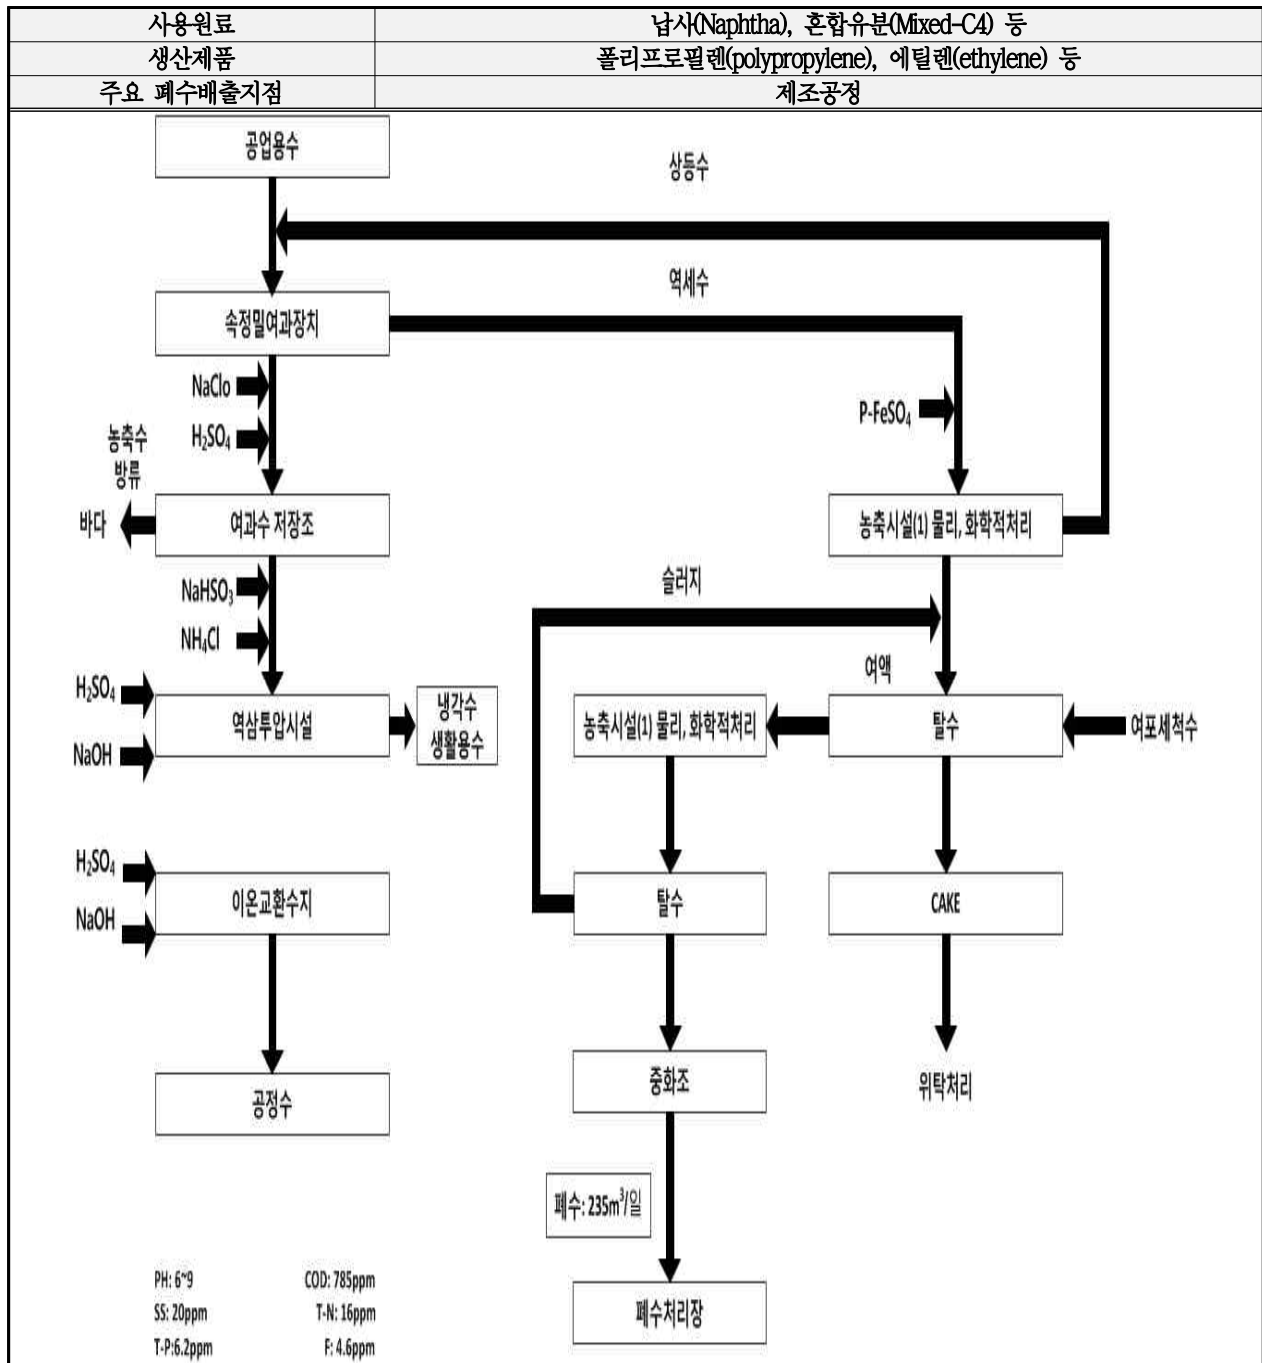 사용원료 납사(Naphtha), 혼합유분(Mixed-C4) 등
생산제품 폴리프로필렌(polypropylene), 에틸렌(ethylene) 등
주요 폐수배출지점 제조공정
공업용수
상등수
역세수
속정밀여과장치
NaClo
P-FeSO₄
H₂SO₄
농축수
방류
바다
여과수 저장조
농축시설(1) 물리, 화학적처리
슬러지
NaHSO₃
NH₄Cl
여액
H₂SO₄
냉각수
생활용수
역삼투압시설
농축시설(1) 물리, 화학적처리
탈수
여포세척수
NaOH
H₂SO₄
이온교환수지
탈수
CAKE
NaOH
중화조
위탁처리
공정수
폐수: 235m³/일
PH: 6~9 COD: 785ppm
SS: 20ppm T-N: 16ppm
폐수처리장
T-P:6.2ppm F: 4.6ppm